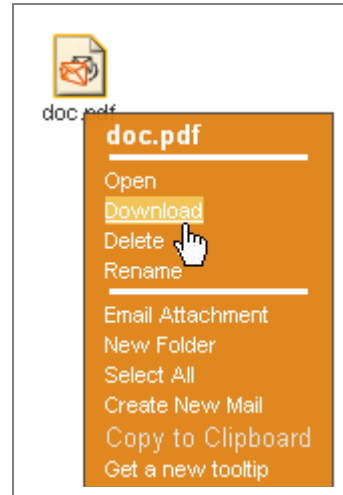 doc.pdf
doc.pdf
Open
Download
Delete
Rename
Email Attachment
New Folder
Select All
Create New Mail
Copy to Clipboard
Get a new tooltip